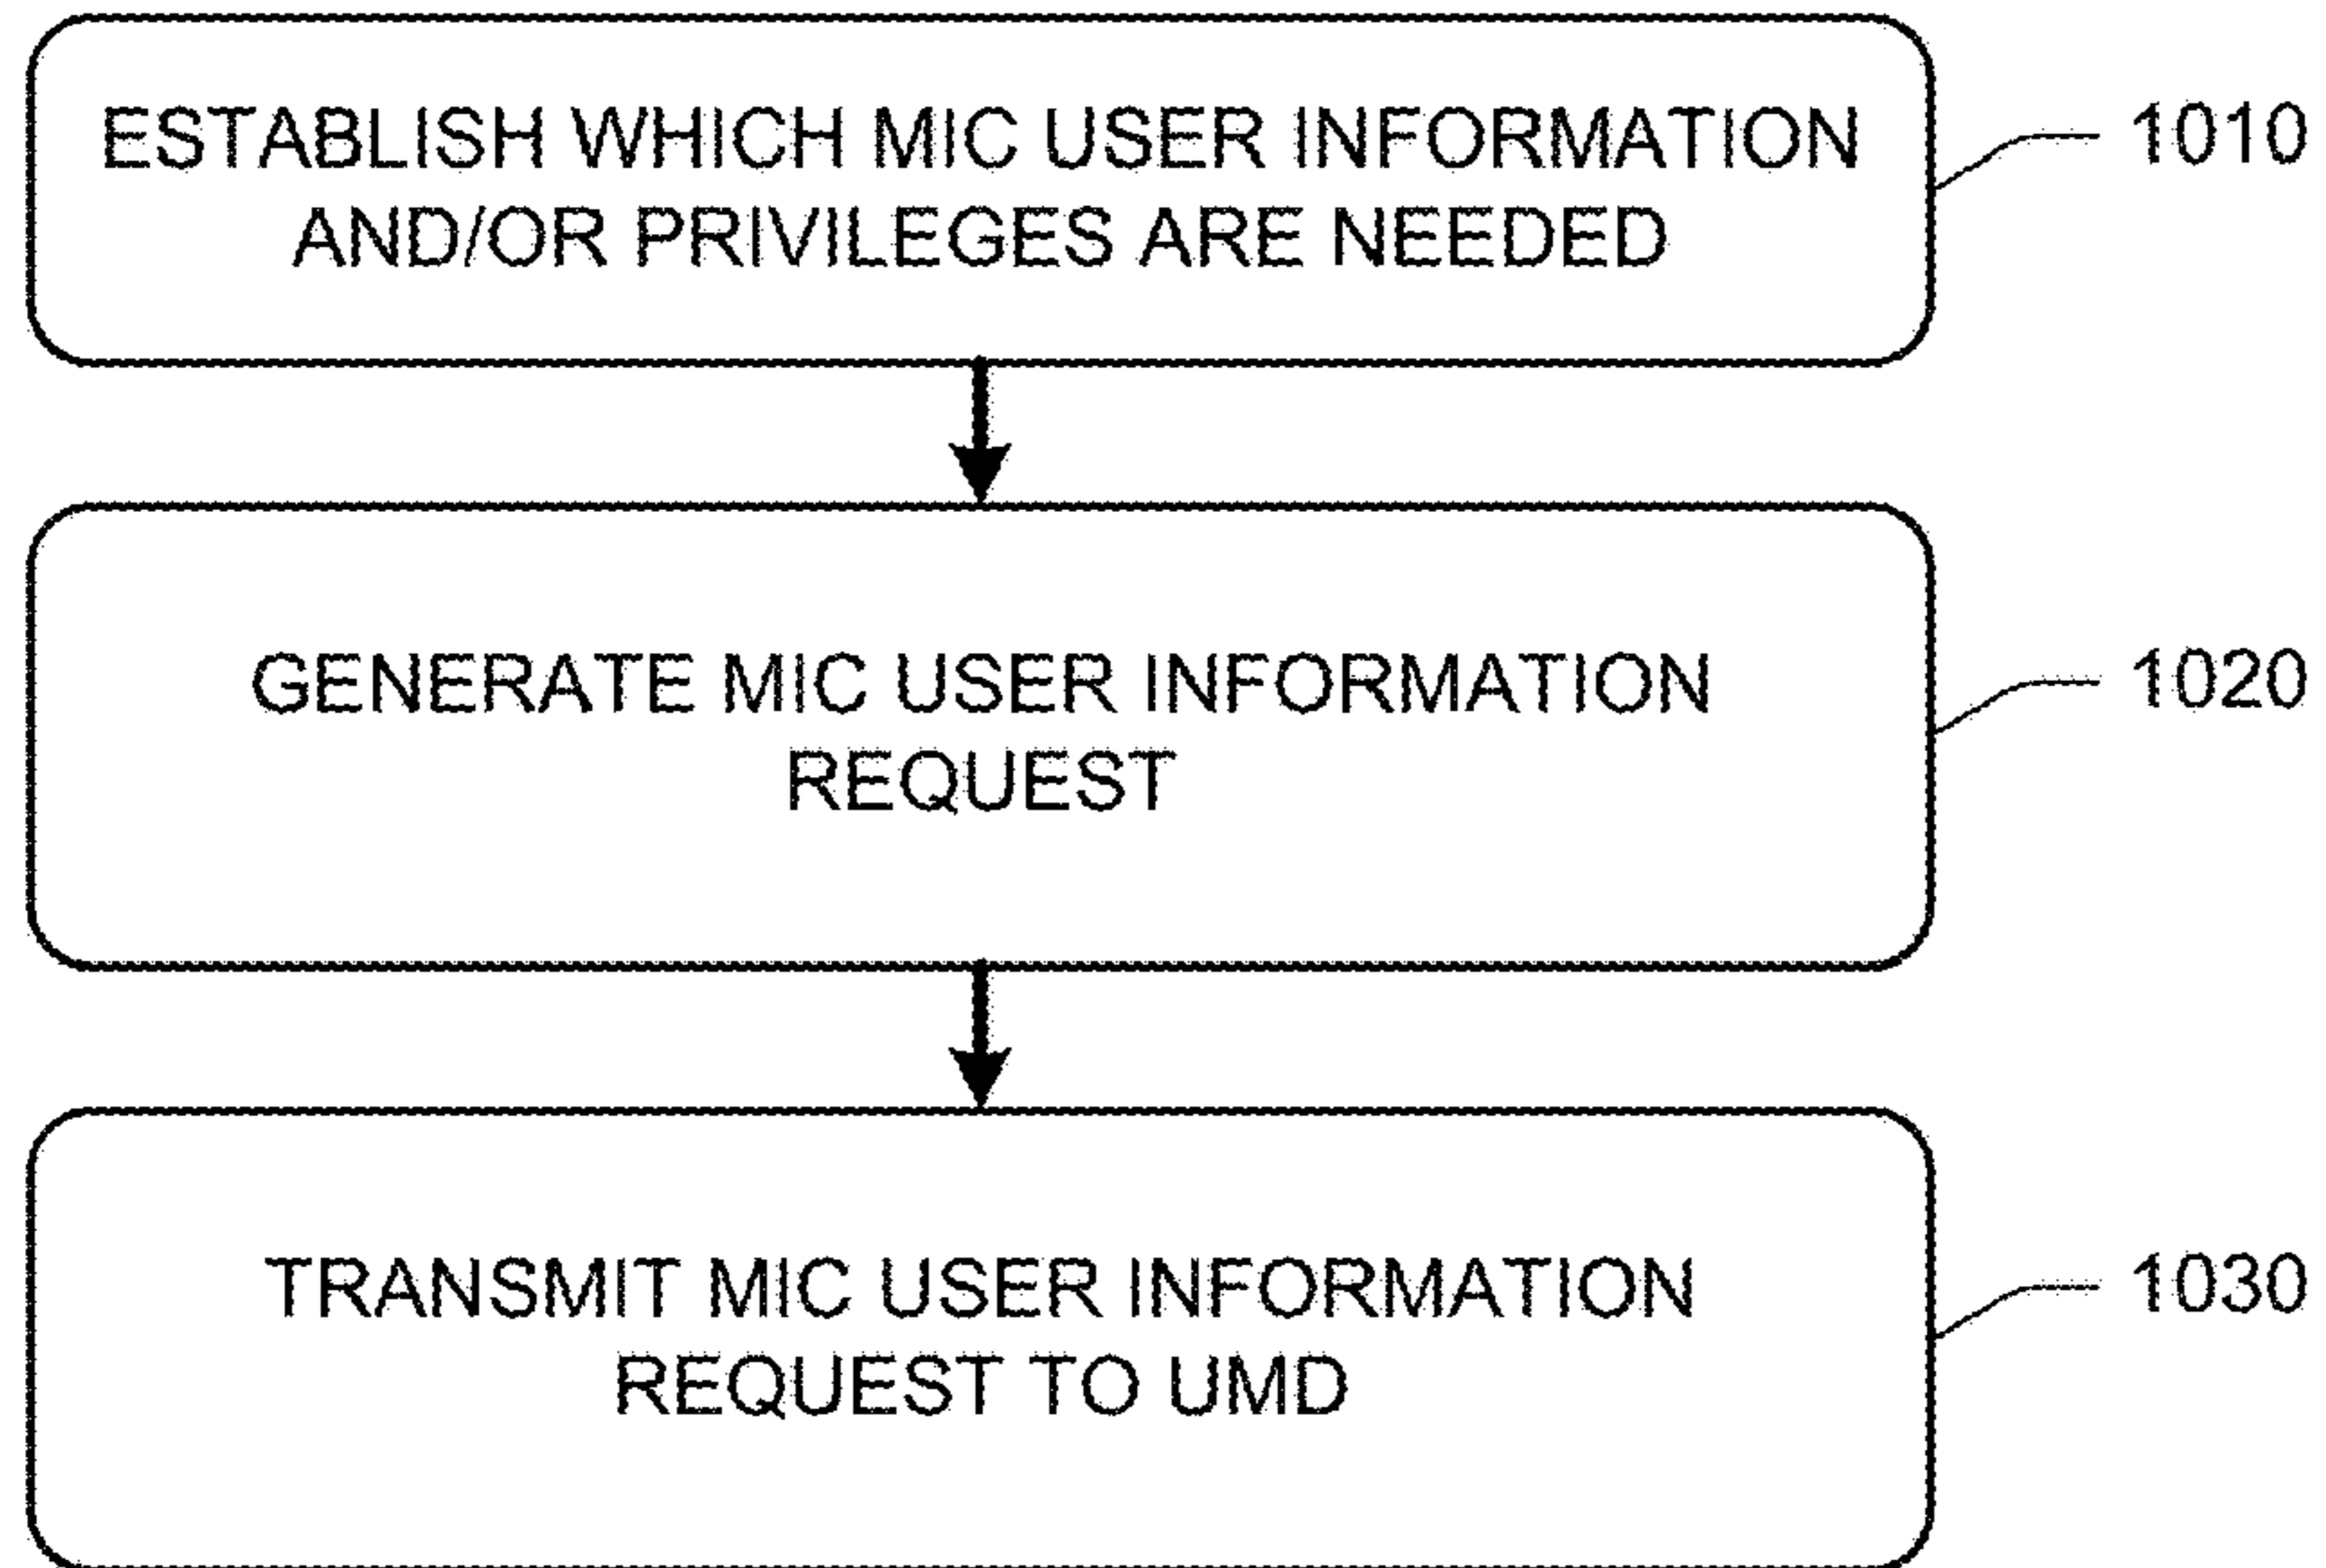 ESTABLISH WHICH MIC USER INFORMATION
AND/OR PRIVILEGES ARE NEEDED
1010
GENERATE MIC USER INFORMATION
REQUEST
1020
TRANSMIT MIC USER INFORMATION
REQUEST TO UMD
1030